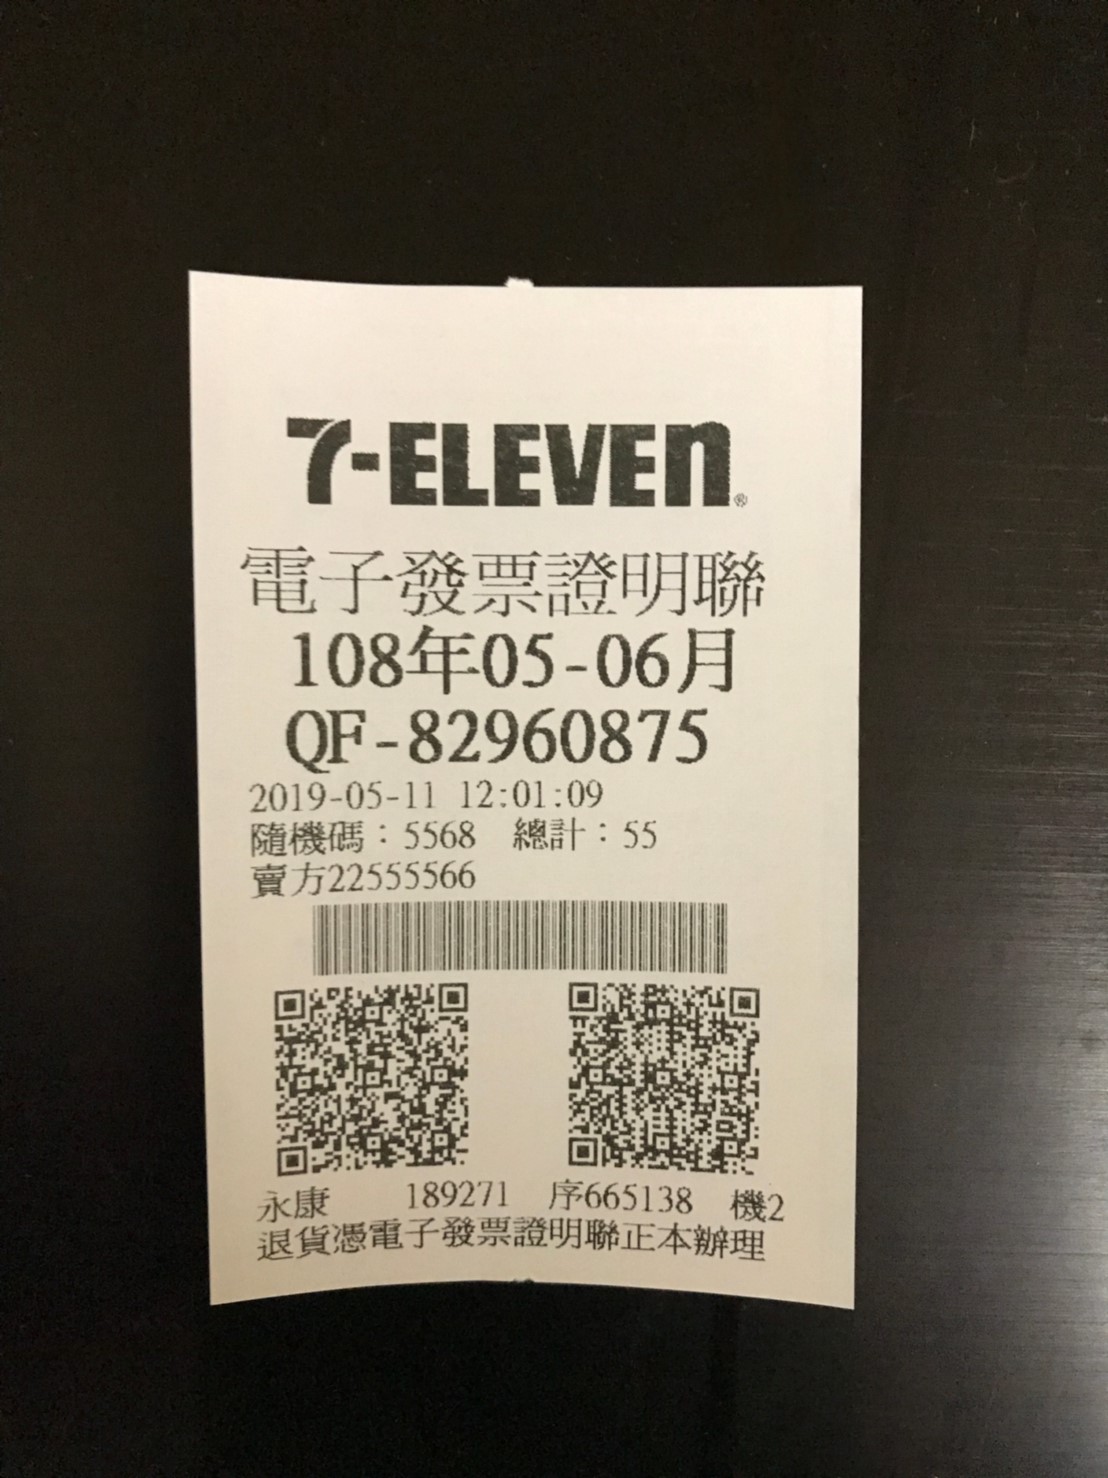 7-ELEVEn®
電子發票證明聯
108年05-06月
QF-82960875
2019-05-11 12:01:09
隨機碼：5568 總計：55
賣方22555566
永康 189271 序665138 機2
退貨憑電子發票證明聯正本辦理